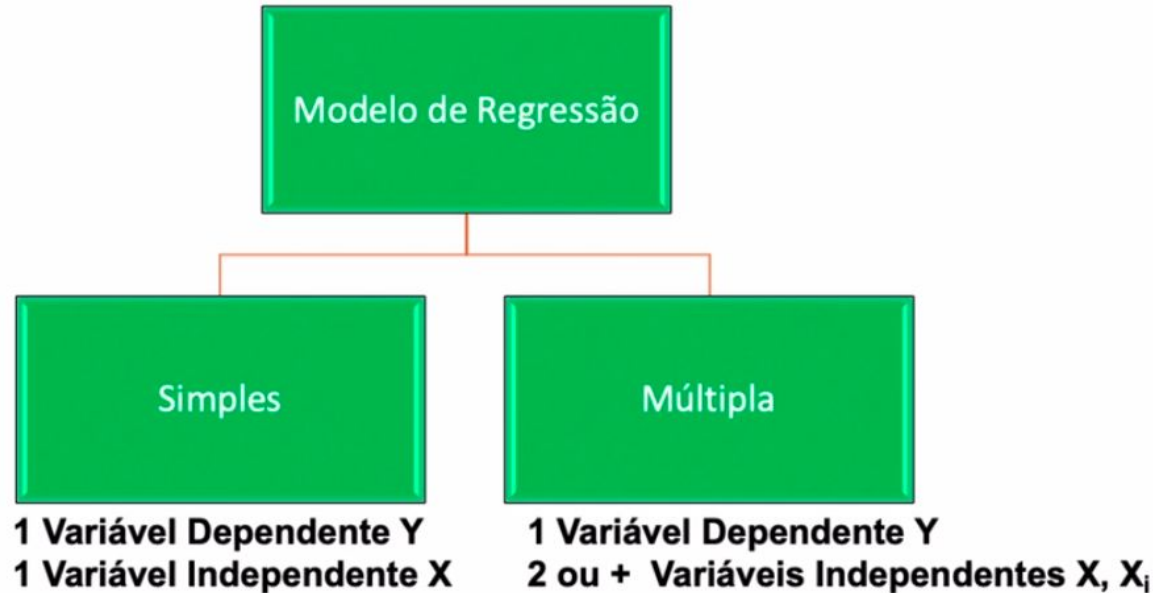 Modelo de Regressão
Simples
Múltipla
1 Variável Dependente Y
1 Variável Independente X
1 Variável Dependente Y
2 ou + Variáveis Independentes X, Xi